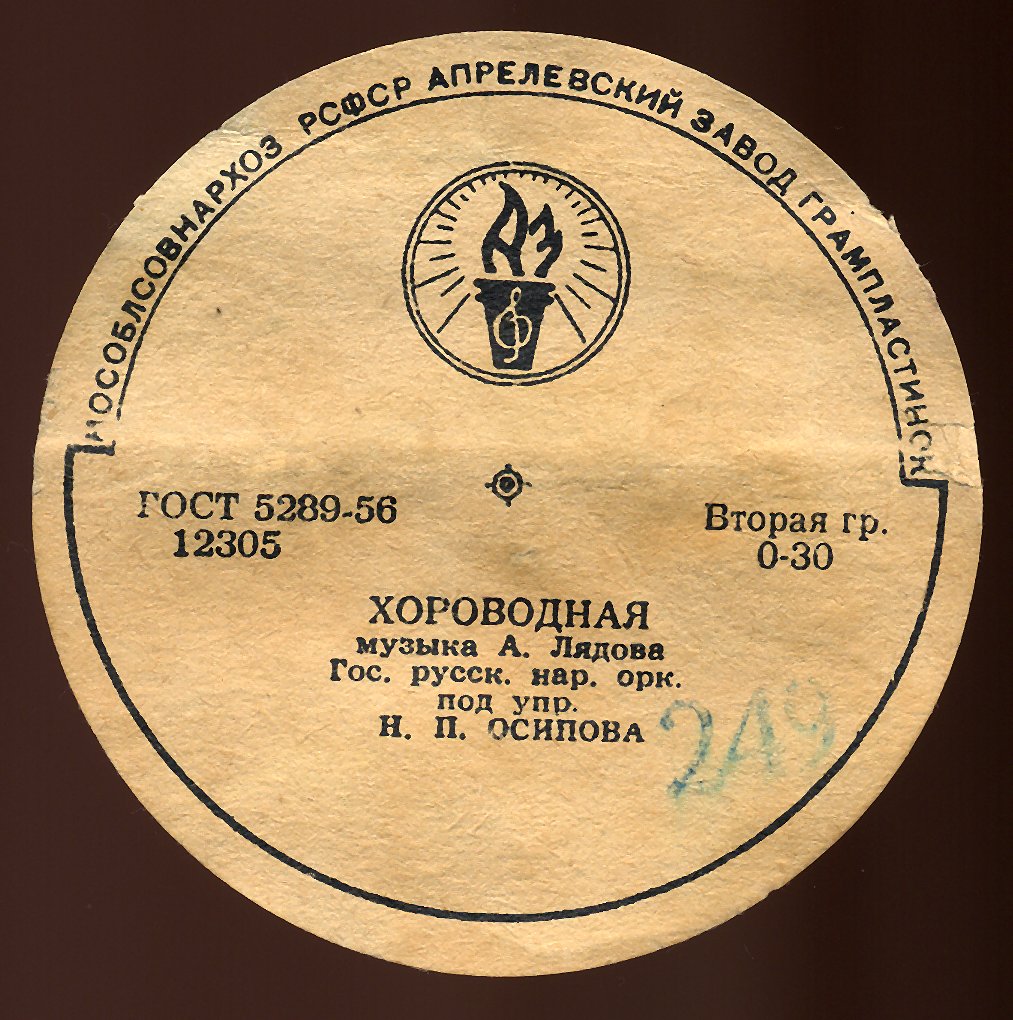 МОСОБЛСОВНАРХОЗ РСФСР АПРЕЛЕВСКИЙ ЗАВОД ГРАМПЛАСТИНОК
АЗ
ГОСТ 5289-56
12305
Вторая гр.
0-30
ХОРОВОДНАЯ
музыка А. Лядова
Гос. русск. нар. орк.
под упр.
Н. П. ОСИПОВА
249